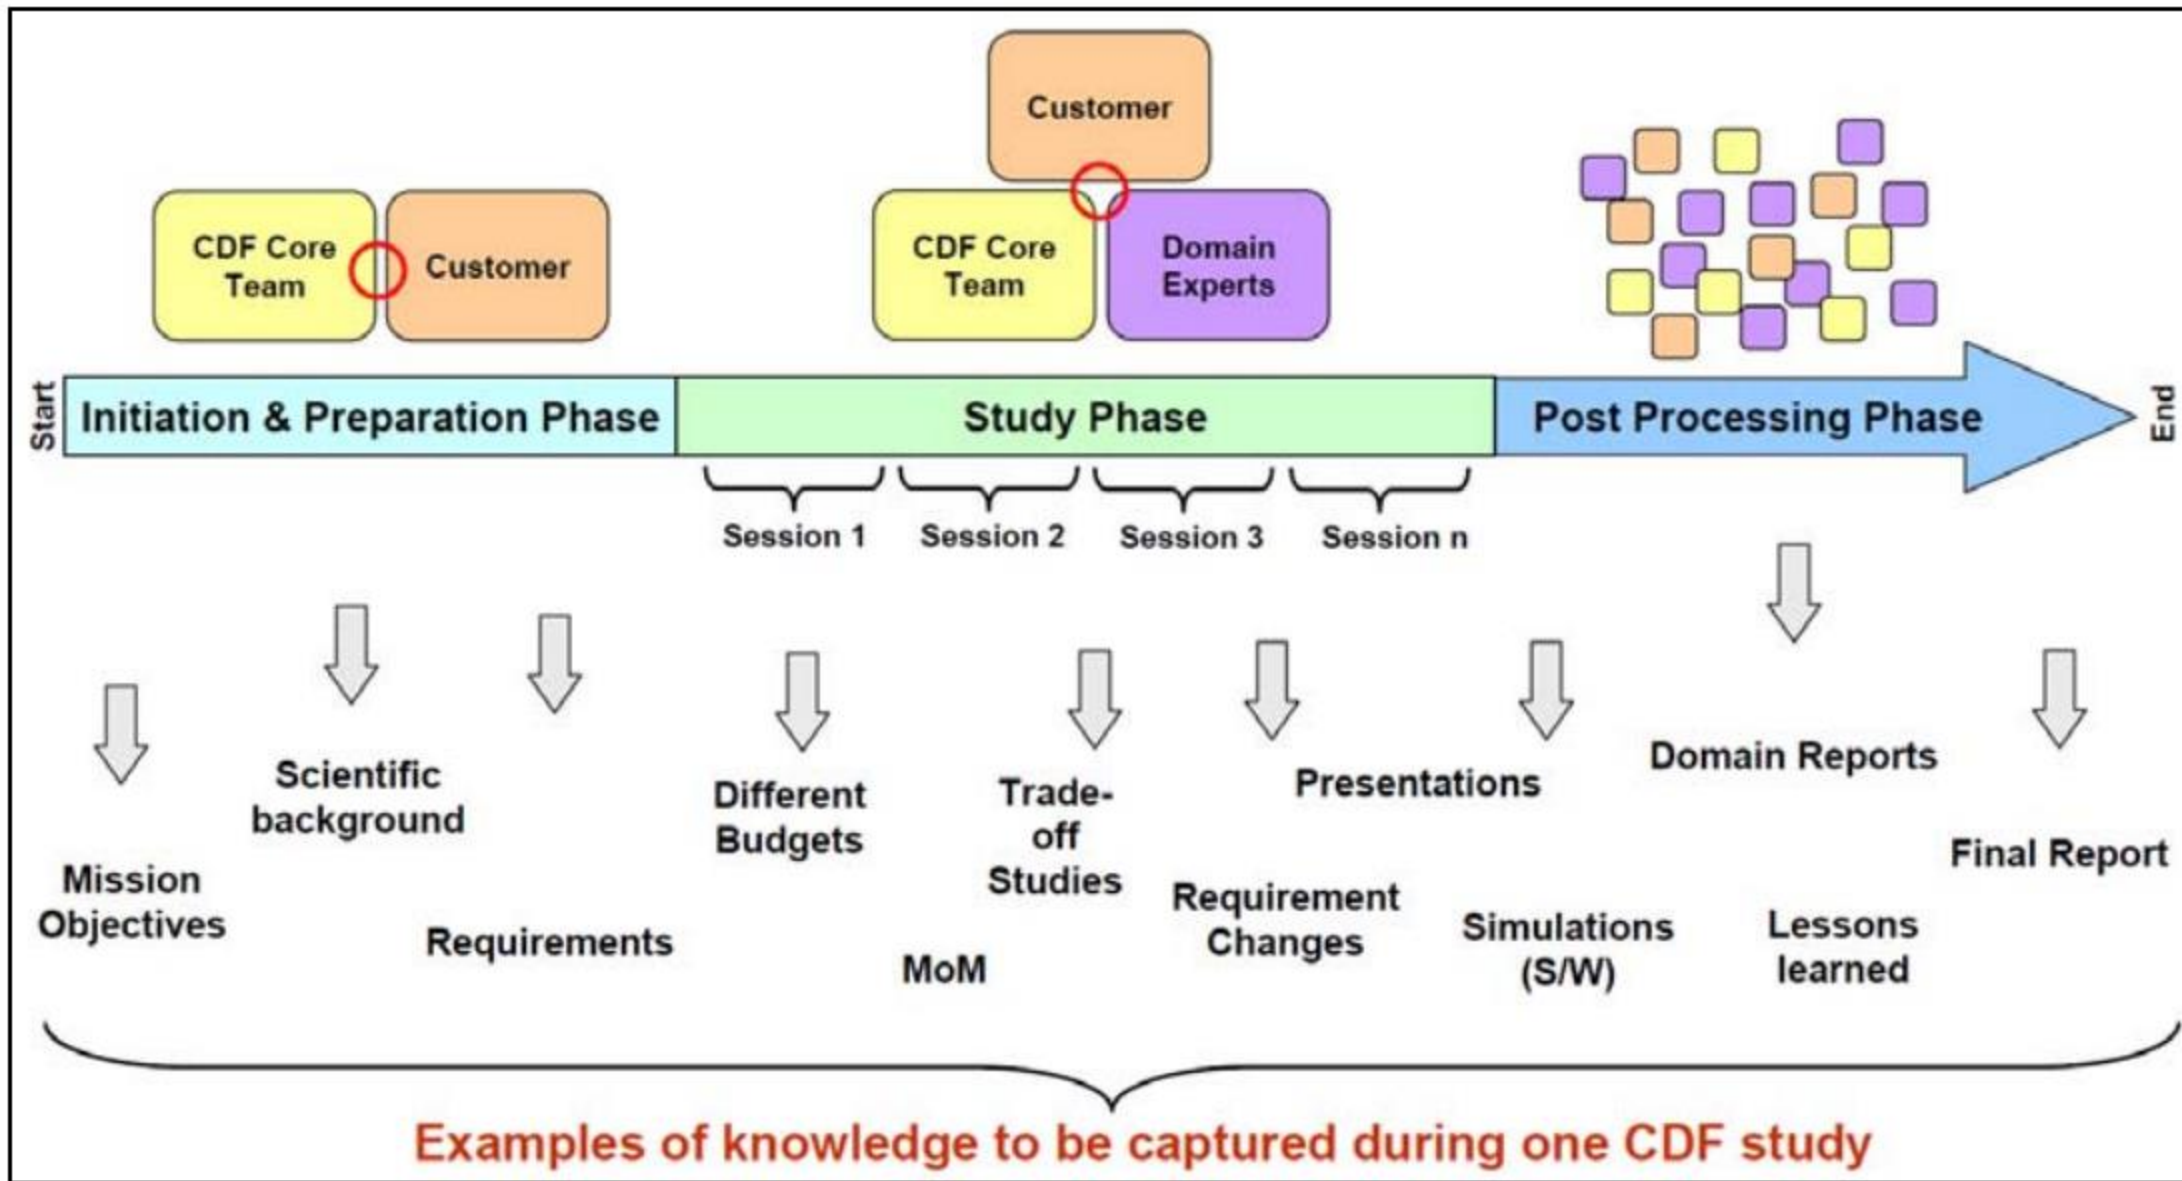 Customer
CDF Core
Team
Customer
CDF Core
Team
Domain
Experts
Start
Initiation & Preparation Phase
Study Phase
Post Processing Phase
End
Session 1
Session 2
Session 3
Session n
Mission
Objectives
Scientific
background
Requirements
Different
Budgets
MoM
Trade-
off
Studies
Requirement
Changes
Presentations
Simulations
(S/W)
Domain Reports
Lessons
learned
Final Report
Examples of knowledge to be captured during one CDF study